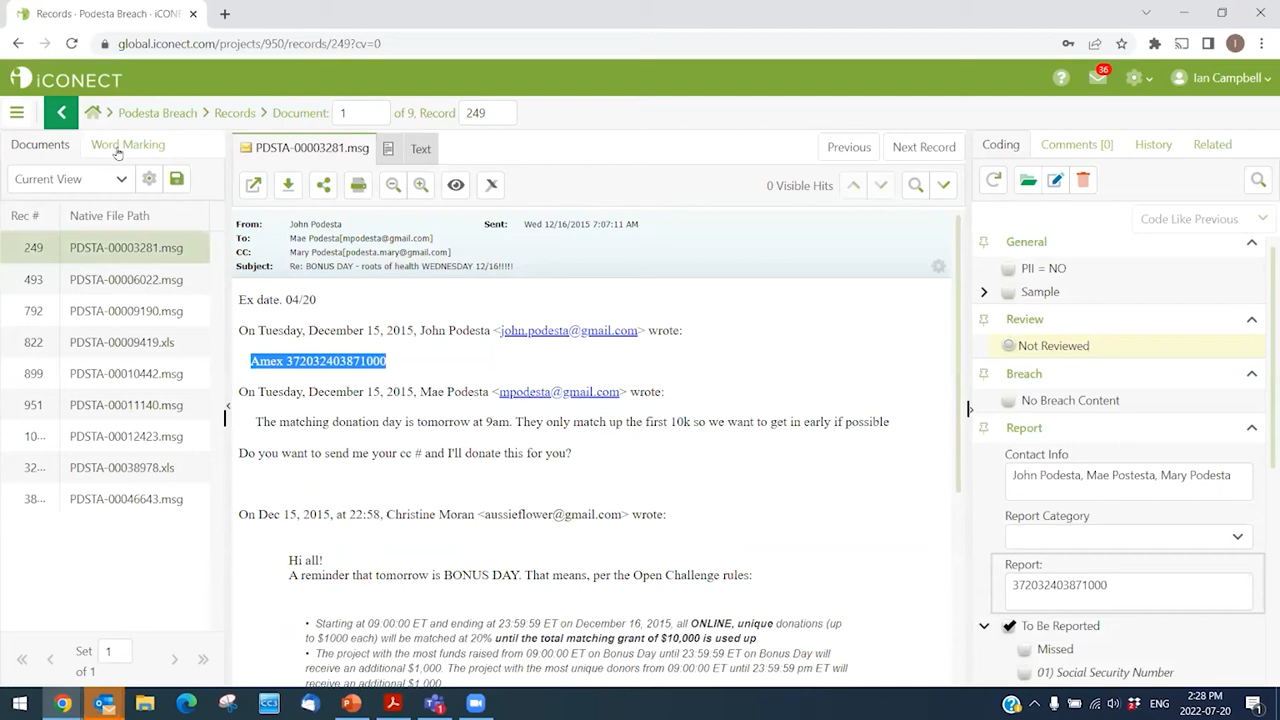 Records - Podesta Breach - iCONE
global.iconect.com/projects/950/records/249?cv=0
iCONECT
36
Ian Campbell
Podesta Breach
Records
Document:
1
of 9, Record
249
Documents
Word Marking
PDSTA-00003281.msg
Text
Previous
Next Record
Coding
Comments [0]
History
Related
Current View
0 Visible Hits
Code Like Previous
Rec #
Native File Path
249
PDSTA-00003281.msg
493
PDSTA-00006022.msg
792
PDSTA-00009190.msg
822
PDSTA-00009419.xls
899
PDSTA-00010442.msg
951
PDSTA-00011140.msg
10...
PDSTA-00012423.msg
32...
PDSTA-00038978.xls
38...
PDSTA-00046643.msg
Set
1
of 1
From:
John Podesta
Sent:
Wed 12/16/2015 7:07:11 AM
To:
Mae Podesta[mpodesta@gmail.com]
CC:
Mary Podesta[podesta.mary@gmail.com]
Subject:
Re: BONUS DAY - roots of health WEDNESDAY 12/16!!!!!
Ex date. 04/20
On Tuesday, December 15, 2015, John Podesta <john.podesta@gmail.com> wrote:
Amex 372032403871000
On Tuesday, December 15, 2015, Mae Podesta <mpodesta@gmail.com> wrote:
The matching donation day is tomorrow at 9am. They only match up the first 10k so we want to get in early if possible
Do you want to send me your cc # and I'll donate this for you?
On Dec 15, 2015, at 22:58, Christine Moran <aussieflower@gmail.com> wrote:
Hi all!
A reminder that tomorrow is BONUS DAY. That means, per the Open Challenge rules:
• Starting at 09:00:00 ET and ending at 23:59:59 ET on December 16, 2015, all ONLINE, unique donations (up
to $1000 each) will be matched at 20% until the total matching grant of $10,000 is used up
• The project with the most funds raised from 09:00:00 ET on Bonus Day until 23:59:59 ET on Bonus Day will
receive an additional $1,000. The project with the most unique donors from 09:00:00 ET until 23:59:59 pm ET will
receive an additional $1,000.
General
PII = NO
Sample
Review
Not Reviewed
Breach
No Breach Content
Report
Contact Info
John Podesta, Mae Postesta, Mary Podesta
Report Category
Report:
372032403871000
To Be Reported
Missed
01) Social Security Number
2:28 PM
2022-07-20